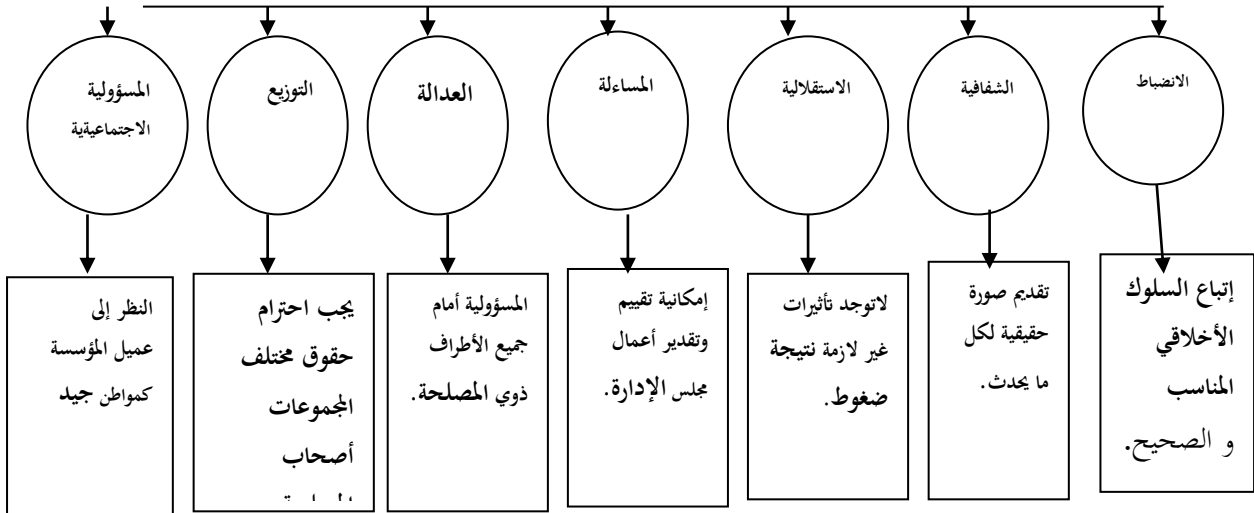 الانضباط
الشفافية
الاستقلالية
المساءلة
العدالة
التوزيع
المسؤولية
الاجتماعيةية
إتباع السلوك
الأخلاقي
المناسب
و الصحيح.
تقديم صورة
حقيقية لكل
ما يحدث.
لاتوجد تأثيرات
غير لازمة نتيجة
ضغوط.
إمكانية تقييم
وتقدير أعمال
مجلس الإدارة.
المسؤولية أمام
جميع الأطراف
ذوي المصلحة.
يجب احترام
حقوق مختلف
المجموعات
أصحاب
النظر إلى
عميل المؤسسة
كمواطن جيد